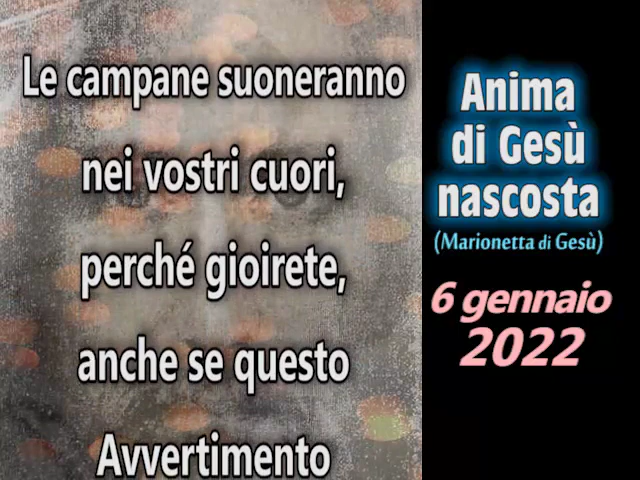 Le campane suoneranno
nei vostri cuori,
perché gioirete,
anche se questo
Avvertimento
Anima
di Gesù
nascosta
(Marionetta di Gesù)
6 gennaio
2022